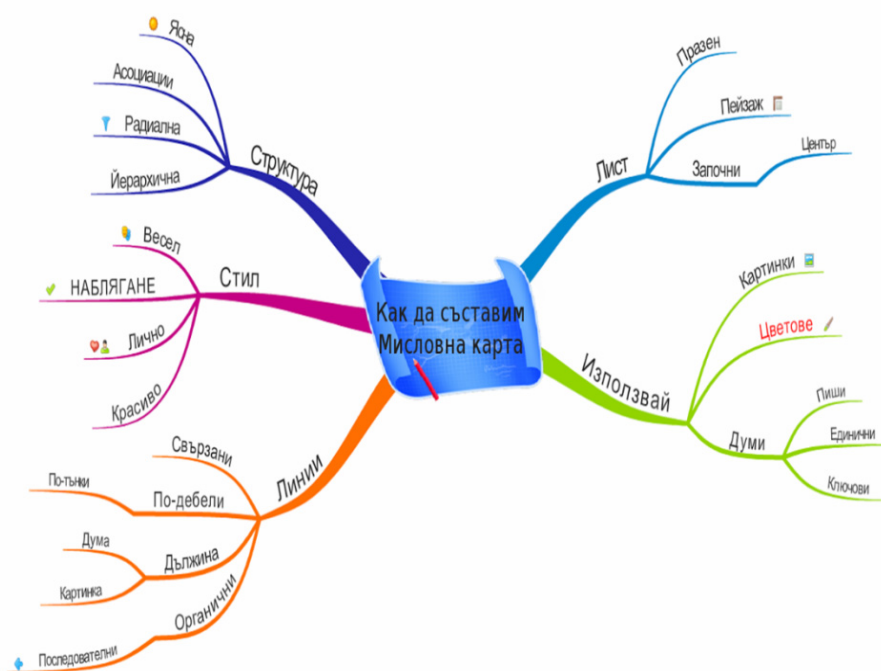 Как да съставим
Мисловна карта
Лист
Празен
Пейзаж
Започни
Център
Използвай
Картинки
Цветове
Думи
Пиши
Единични
Ключови
Линии
Свързани
По-дебели
По-тънки
Дължина
Дума
Картинка
Органични
Последователни
Стил
Весел
НАБЛЯГАНЕ
Лично
Красиво
Структура
Ясна
Асоциации
Радиална
Йерархична